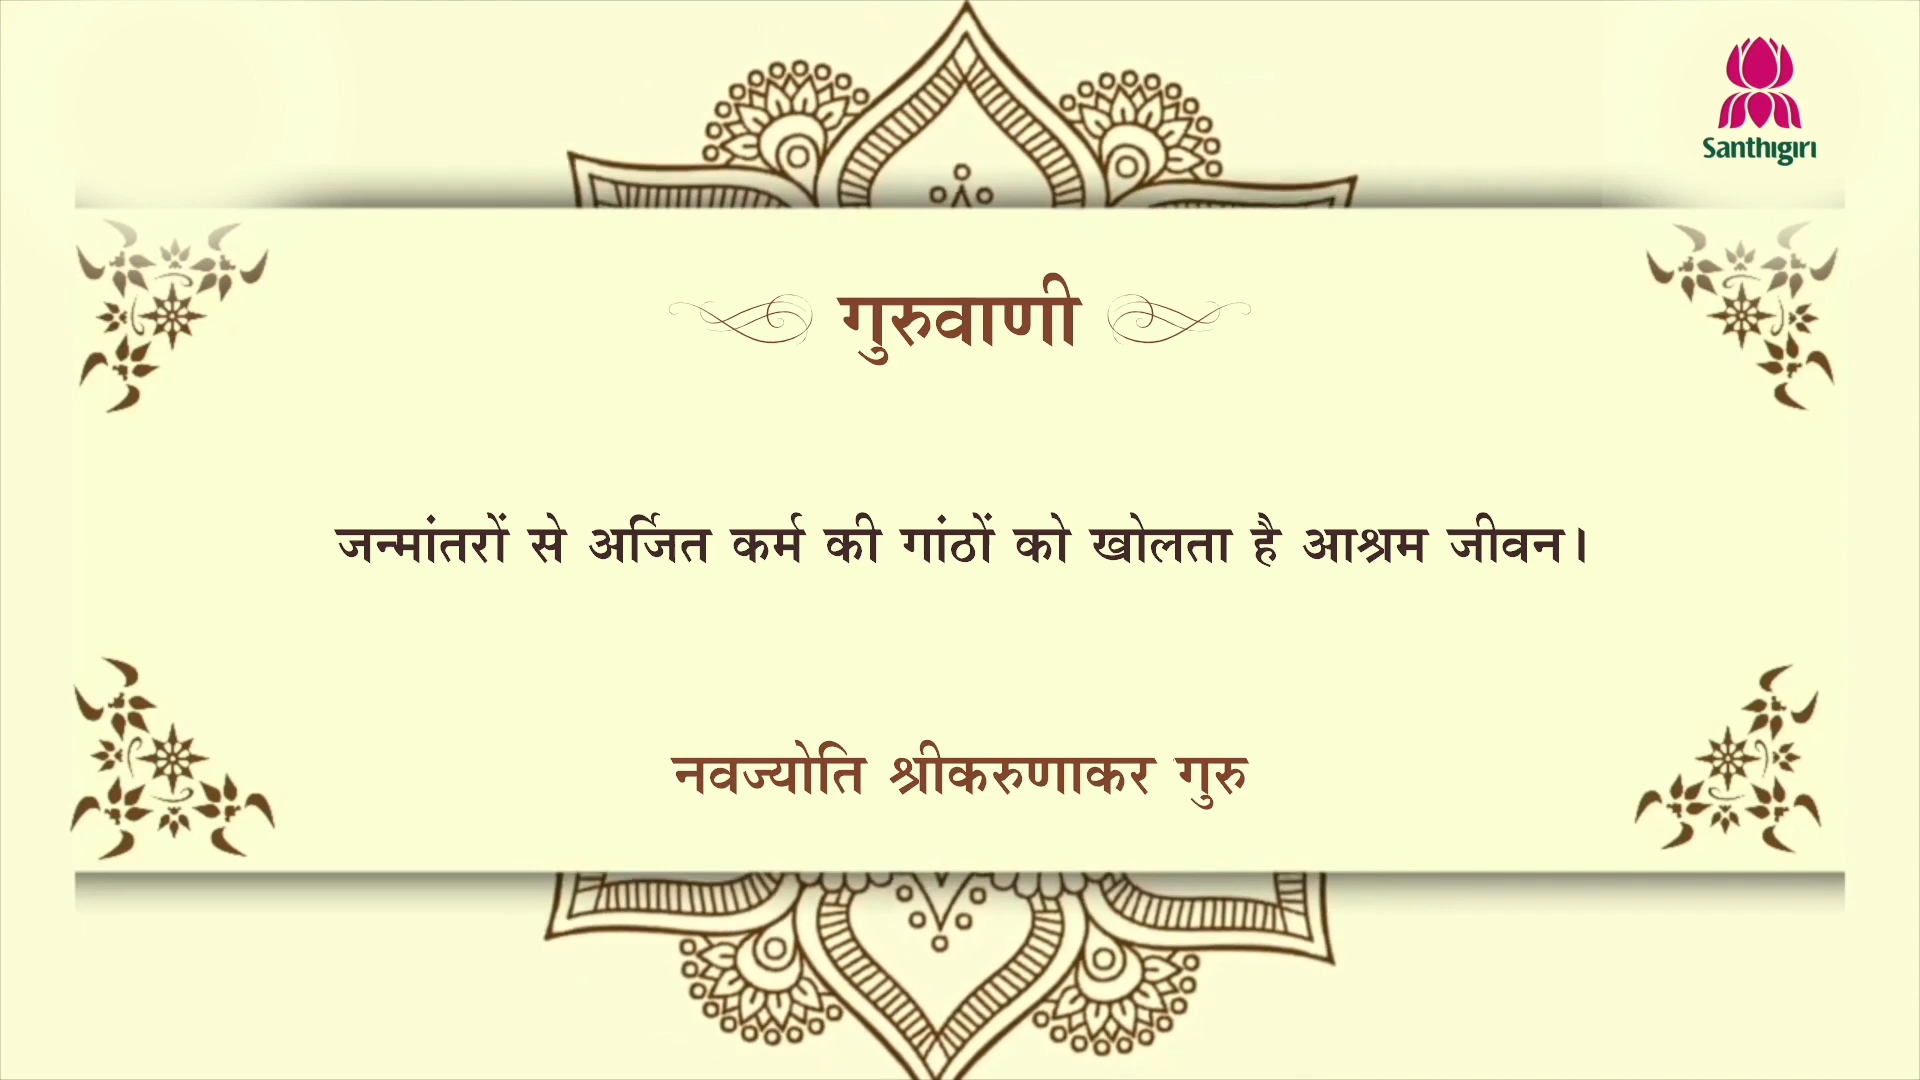 Santhigiri
गुरुवाणी
जन्मांतरों से अर्जित कर्म की गांठों को खोलता है आश्रम जीवन।
नवज्योति श्रीकरुणाकर गुरु